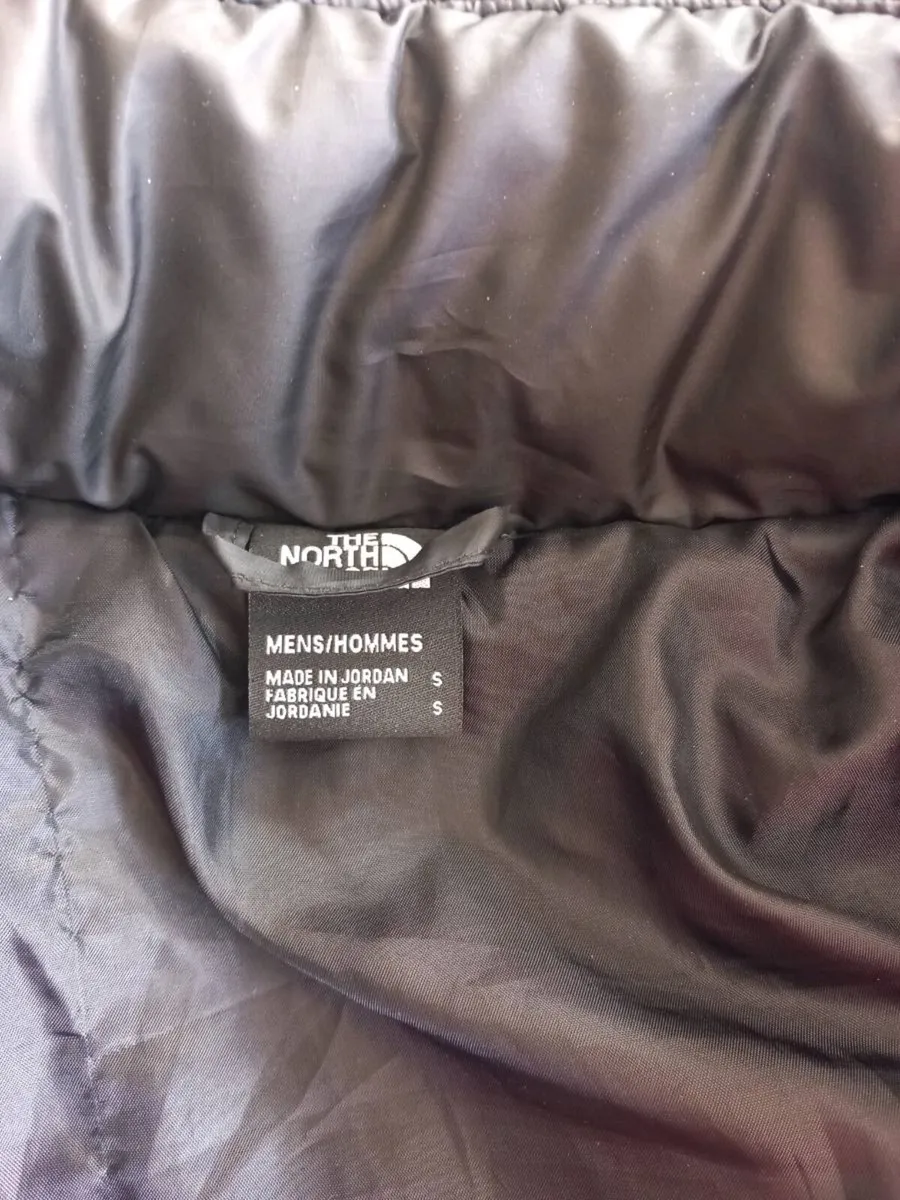 THE
NORTH
MENS/HOMMES
MADE IN JORDAN S
FABRIQUE EN
JORDANIE S